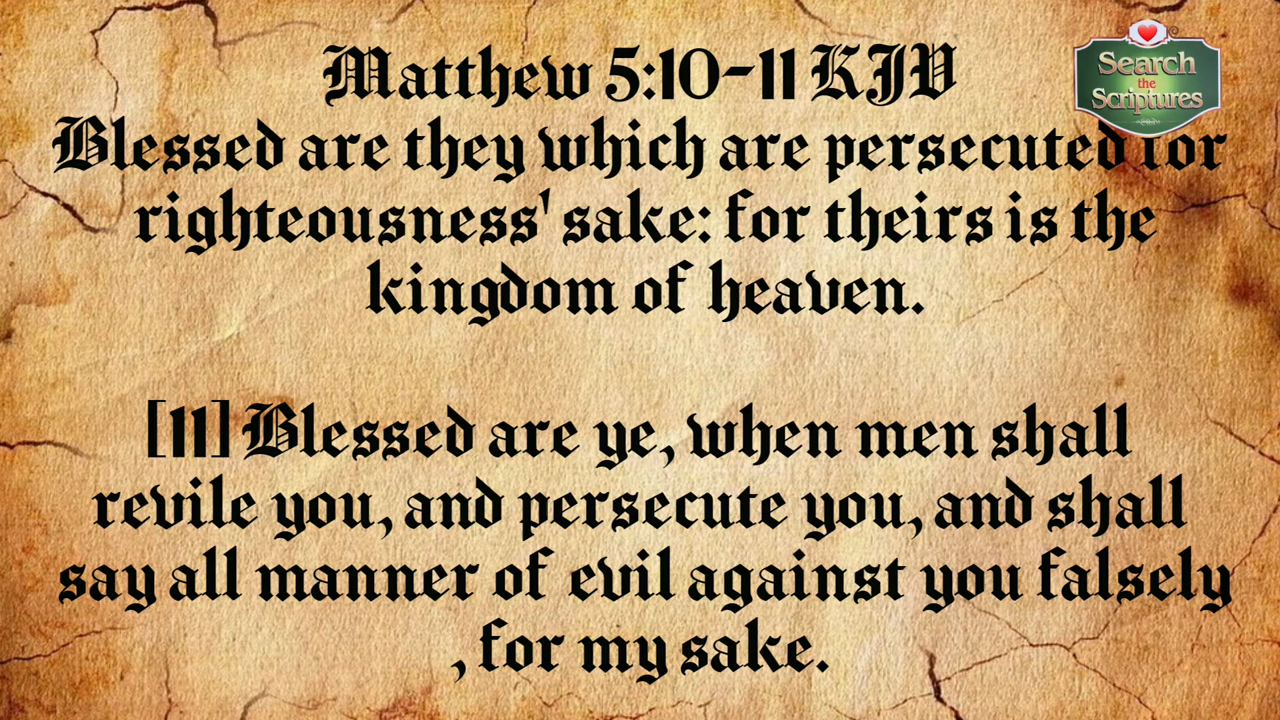 Matthew 5:10-11 KJV
Search
the
Scriptures
Blessed are they which are persecuted for
righteousness' sake: for theirs is the
kingdom of heaven.
[11] Blessed are ye, when men shall
revile you, and persecute you, and shall
say all manner of evil against you falsely
, for my sake.